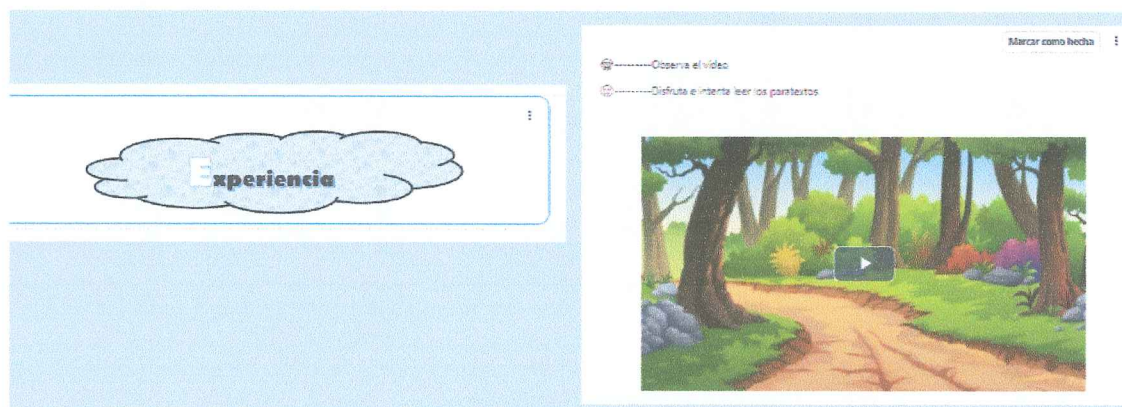 Experiencia
Marcar como hecha
----------Observa el video
----------Disfruta e intenta leer los paratextos